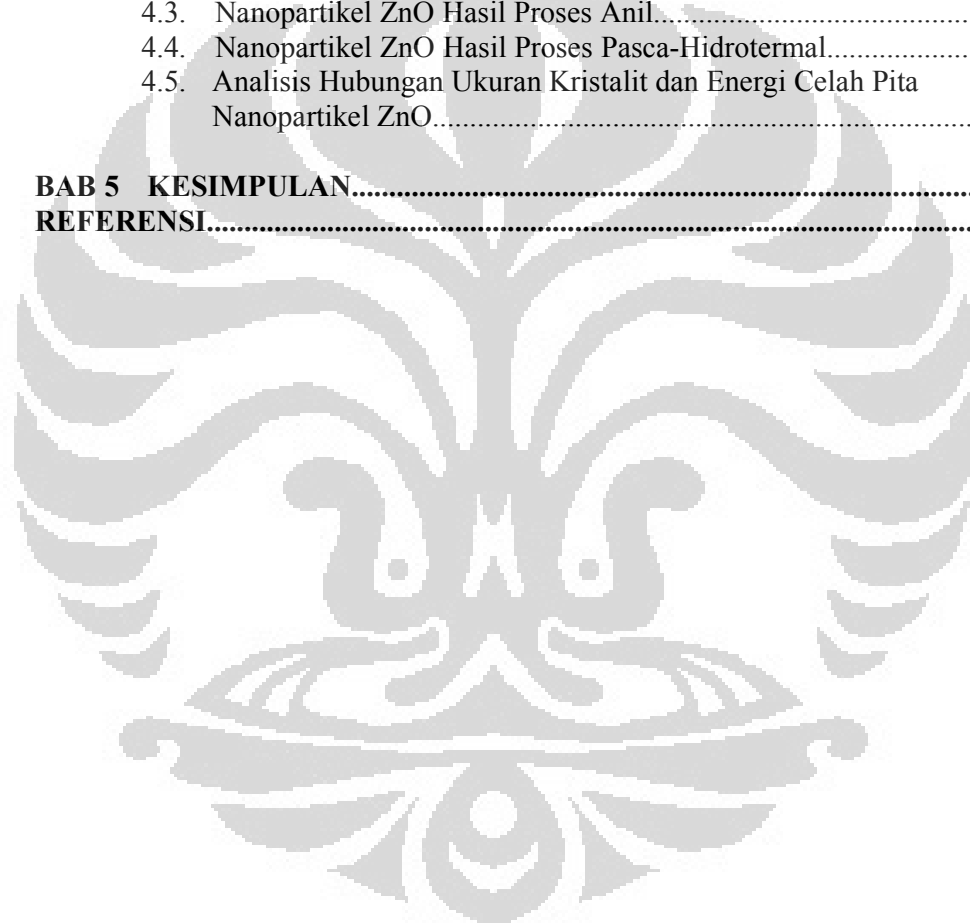 4.3. Nanopartikel ZnO Hasil Proses Anil......................................................
4.4. Nanopartikel ZnO Hasil Proses Pasca-Hidrotermal........................
4.5. Analisis Hubungan Ukuran Kristalit dan Energi Celah Pita
Nanopartikel ZnO...............................................................................
BAB 5 KESIMPULAN...................................................................................
REFERENSI......................................................................................................